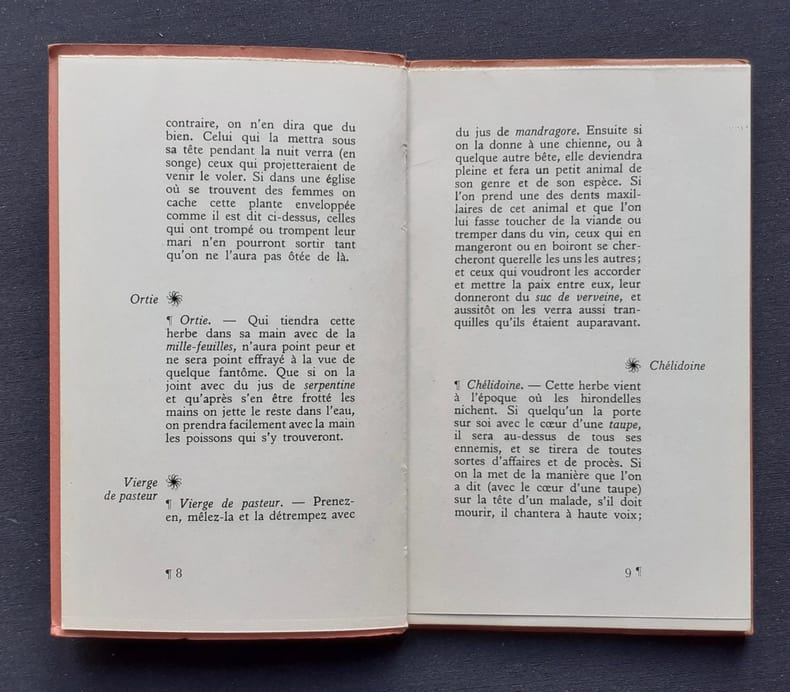 contraire, on n'en dira que du
bien. Celui qui la mettra sous
sa tête pendant la nuit verra (en
songe) ceux qui projetteraient de
venir le voler. Si dans une église
où se trouvent des femmes on
cache cette plante enveloppée
comme il est dit ci-dessus, celles
qui ont trompé ou trompent leur
mari n'en pourront sortir tant
qu'on ne l'aura pas ôtée de là.
Ortie
¶ Ortie. — Qui tiendra cette
herbe dans sa main avec de la
mille-feuilles, n'aura point peur et
ne sera point effrayé à la vue de
quelque fantôme. Que si on la
joint avec du jus de serpentine
et qu'après s'en être frotté les
mains on jette le reste dans l'eau,
on prendra facilement avec la main
les poissons qui s'y trouveront.
Vierge
de pasteur
¶ Vierge de pasteur. — Prenez-
en, mêlez-la et la détrempez avec
¶ 8
du jus de mandragore. Ensuite si
on la donne à une chienne, ou à
quelque autre bête, elle deviendra
pleine et fera un petit animal de
son genre et de son espèce. Si
l'on prend une des dents maxil-
laires de cet animal et que l'on
lui fasse toucher de la viande ou
tremper dans du vin, ceux qui en
mangeront ou en boiront se cher-
cheront querelle les uns les autres;
et ceux qui voudront les accorder
et mettre la paix entre eux, leur
donneront du suc de verveine, et
aussitôt on les verra aussi tran-
quilles qu'ils étaient auparavant.
Chélidoine
¶ Chélidoine. — Cette herbe vient
à l'époque où les hirondelles
nichent. Si quelqu'un la porte
sur soi avec le cœur d'une taupe,
il sera au-dessus de tous ses
ennemis, et se tirera de toutes
sortes d'affaires et de procès. Si
on la met de la manière que l'on
a dit (avec le cœur d'une taupe)
sur la tête d'un malade, s'il doit
mourir, il chantera à haute voix;
9 ¶